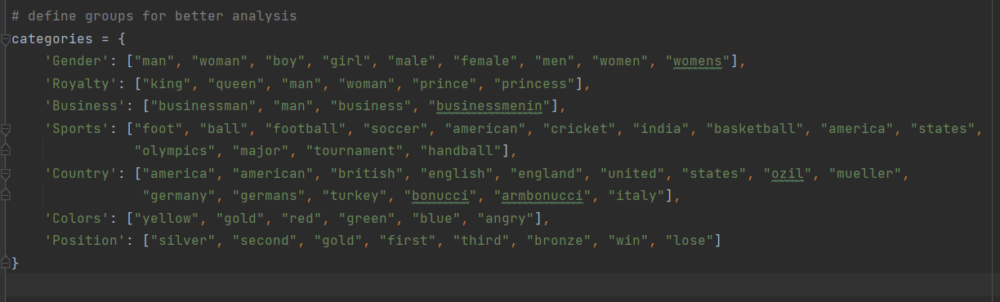 # define groups for better analysis
categories = {
    'Gender': ["man", "woman", "boy", "girl", "male", "female", "men", "women", "womens"],
    'Royalty': ["king", "queen", "man", "woman", "prince", "princess"],
    'Business': ["businessman", "man", "business", "businessmenin"],
    'Sports': ["foot", "ball", "football", "soccer", "american", "cricket", "india", "basketball", "america", "states",
               "olympics", "major", "tournament", "handball"],
    'Country': ["america", "american", "british", "english", "england", "united", "states", "ozil", "mueller",
                "germany", "germans", "turkey", "bonucci", "armbonucci", "italy"],
    'Colors': ["yellow", "gold", "red", "green", "blue", "angry"],
    'Position': ["silver", "second", "gold", "first", "third", "bronze", "win", "lose"]
}